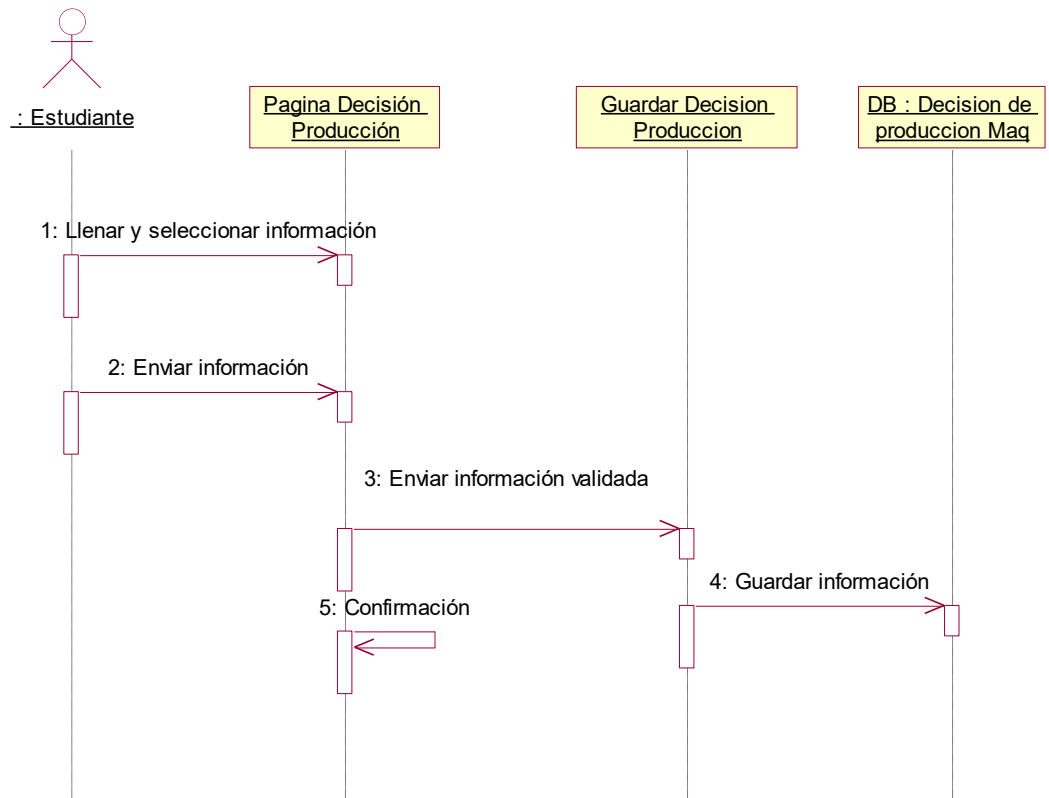 : Estudiante
Pagina Decisión
Producción
Guardar Decision
Produccion
DB : Decision de
produccion Maq
1: Llenar y seleccionar información
2: Enviar información
3: Enviar información validada
4: Guardar información
5: Confirmación